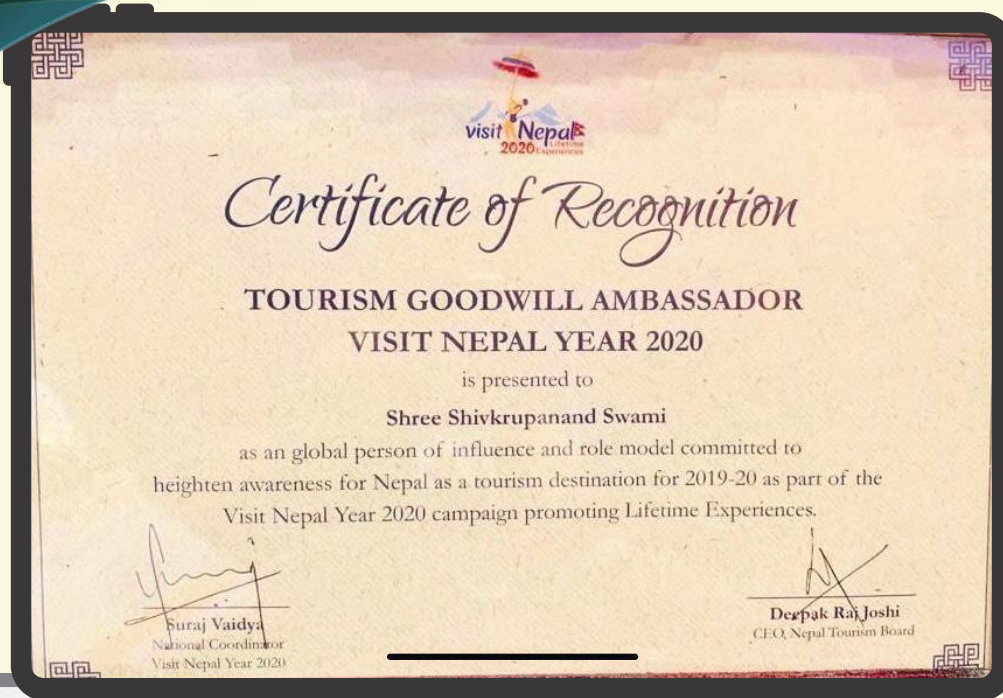 visit Nepal
2020 Lifetime Experiences
Certificate of Recognition
TOURISM GOODWILL AMBASSADOR
VISIT NEPAL YEAR 2020
is presented to
Shree Shivkrupanand Swami
as an global person of influence and role model committed to
heighten awareness for Nepal as a tourism destination for 2019-20 as part of the
Visit Nepal Year 2020 campaign promoting Lifetime Experiences.
Suraj Vaidya
National Coordinator
Visit Nepal Year 2020
Deepak Raj Joshi
CEO, Nepal Tourism Board